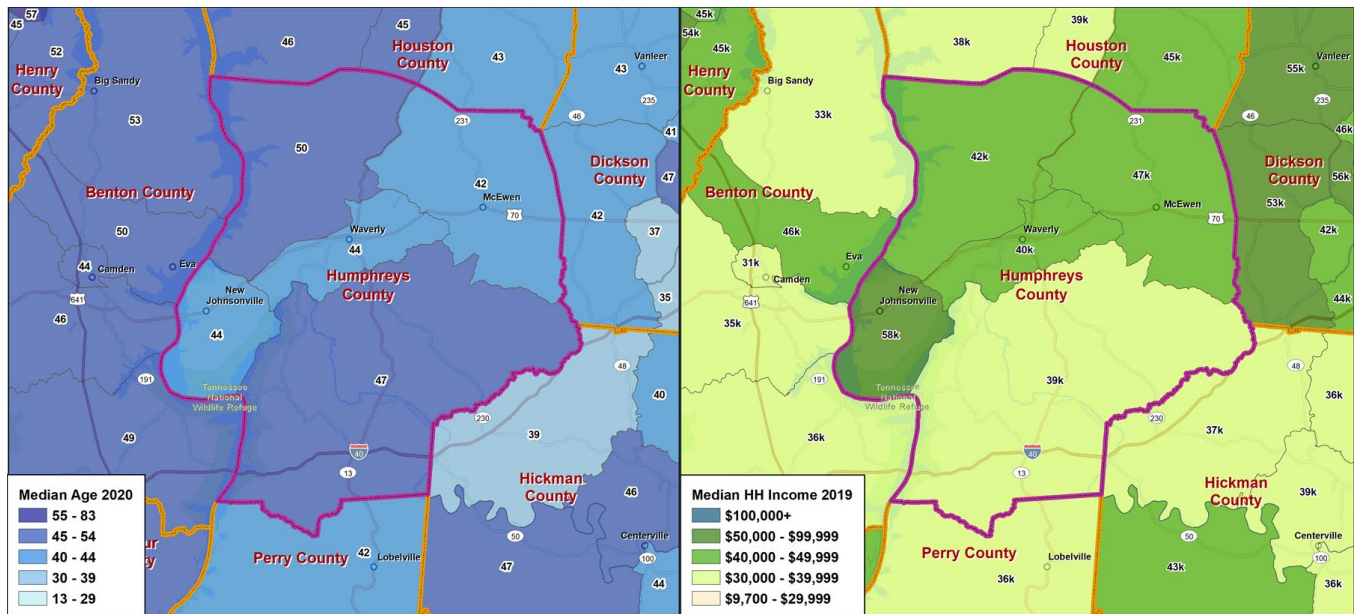 57
45
45
46
52
Houston
County
43
Henry
County
Big Sandy
43
Vanleer
235
53
46
231
41
50
Dickson
County
47
Benton County
42
McEwen
70
42
37
50
Waverly
44
44
Camden
Eva
Humphreys
County
New
Johnsonville
35
641
46
44
48
191
47
Tennessee
National
Wildlife Refuge
40
230
39
49
40
13
Hickman
County
46
Median Age 2020
55 - 83
45 - 54
40 - 44
30 - 39
13 - 29
ur
ty
Perry County
42
Lobelville
50
47
Centerville
100
44
45k
54k
45k
39k
38k
Houston
County
45k
Henry
County
Big Sandy
55k
Vanleer
235
33k
46
231
46k
42k
Dickson
County
56k
47k
Benton County
McEwen
70
53k
42k
46k
Waverly
40k
31k
Camden
Eva
Humphreys
County
New
Johnsonville
44k
641
35k
58k
48
191
39k
Tennessee
National
Wildlife Refuge
36k
230
37k
36k
40
13
Hickman
County
39k
Median HH Income 2019
$100,000+
$50,000 - $99,999
$40,000 - $49,999
$30,000 - $39,999
$9,700 - $29,999
Perry County
Lobelville
36k
50
43k
Centerville
100